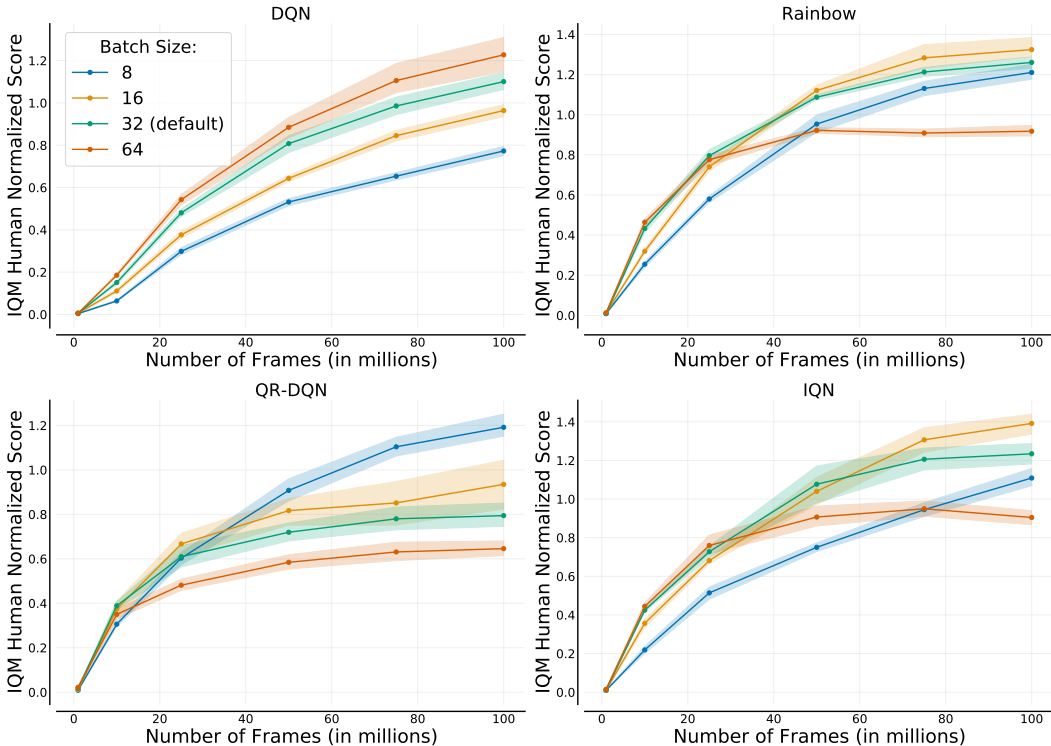 DQN
IQM Human Normalized Score
1.2
1.0
0.8
0.6
0.4
0.2
0.0
Batch Size:
8
16
32 (default)
64
0 20 40 60 80 100
Number of Frames (in millions)
Rainbow
IQM Human Normalized Score
1.4
1.2
1.0
0.8
0.6
0.4
0.2
0.0
0 20 40 60 80 100
Number of Frames (in millions)
QR-DQN
IQM Human Normalized Score
1.2
1.0
0.8
0.6
0.4
0.2
0.0
0 20 40 60 80 100
Number of Frames (in millions)
IQN
IQM Human Normalized Score
1.4
1.2
1.0
0.8
0.6
0.4
0.2
0.0
0 20 40 60 80 100
Number of Frames (in millions)